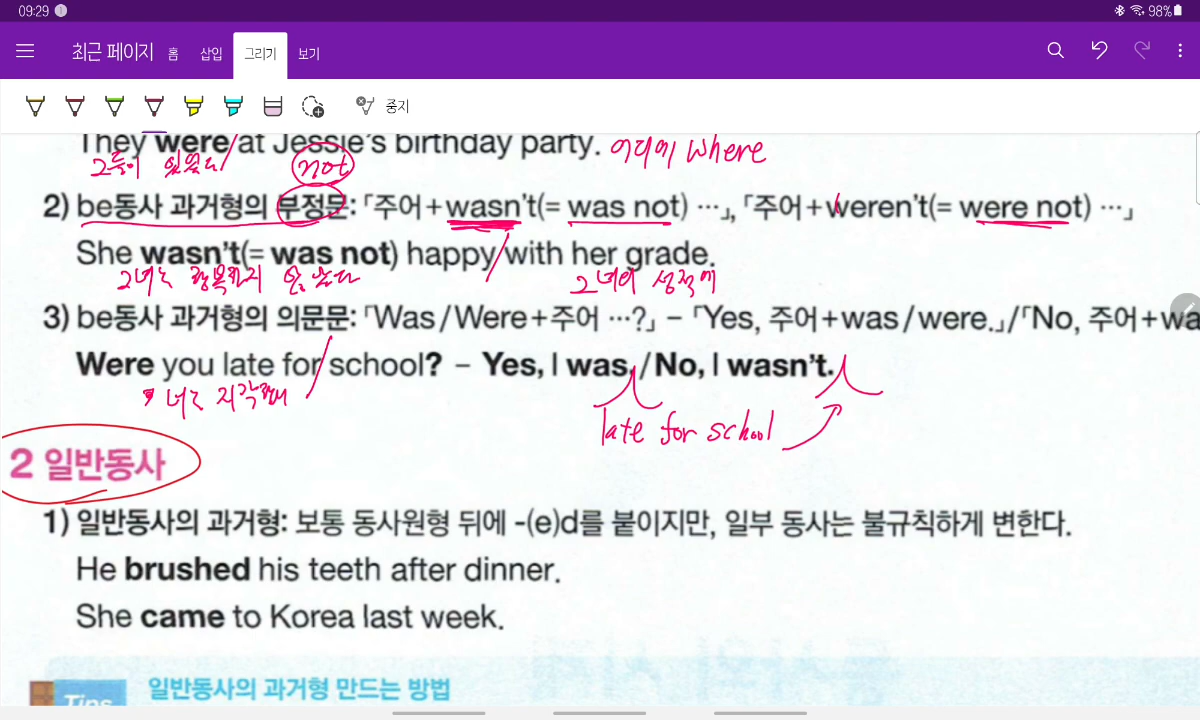 09:29 98%
최근 페이지 홈 삽입 그리기 보기
중지
They were at Jessie's birthday party. 어디에 where
그들이 있었다 not
2) be동사 과거형의 부정문: 「주어+wasn't(= was not) …」, 「주어+weren't(= were not) …」
She wasn't(= was not) happy with her grade.
그녀는 행복하지 않았다 그녀의 성적에
3) be동사 과거형의 의문문: 「Was/Were+주어 …?」 – 「Yes, 주어+was/were.」/「No, 주어+wa
Were you late for school? – Yes, I was. /No, I wasn't.
너는 지각했니
late for school
2 일반동사
1) 일반동사의 과거형: 보통 동사원형 뒤에 -(e)d를 붙이지만, 일부 동사는 불규칙하게 변한다.
He brushed his teeth after dinner.
She came to Korea last week.
Tips 일반동사의 과거형 만드는 방법